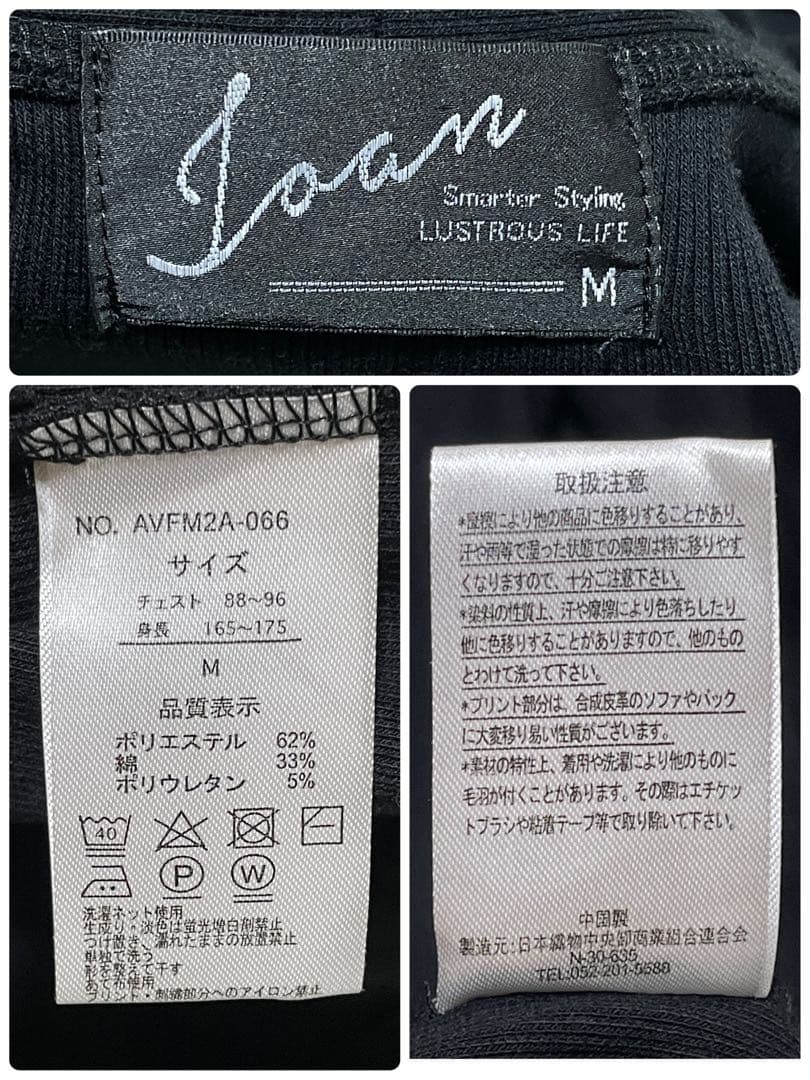 Joan
Smarter Styling
LUSTROUS LIFE
M
NO. AVFM2A-066
サイズ
チェスト 88～96
身長 165～175
M
品質表示
ポリエステル 62%
綿 33%
ポリウレタン 5%
40
P W
洗濯ネット使用
生成り・淡色は蛍光増白剤禁止
つけ置き、濡れたままの放置禁止
単独で洗う
形を整えて干す
あて布使用
プリント・刺繍部分へのアイロン禁止
取扱注意
*摩擦により他の商品に色移りすることがあり、
汗や雨等で湿った状態での摩擦は特に移りやす
くなりますので、十分ご注意下さい。
*染料の性質上、汗や摩擦により色落ちしたり
他に色移りすることがありますので、他のもの
とわけて洗って下さい。
*プリント部分は、合成皮革のソファやバック
に大変移り易い性質がございます。
*素材の特性上、着用や洗濯により他のものに
毛羽が付くことがあります。その際はエチケッ
トブラシや粘着テープ等で取り除いて下さい。
中国製
製造元:日本織物中央卸商業組合連合会
N-30-635
TEL:052-201-5580